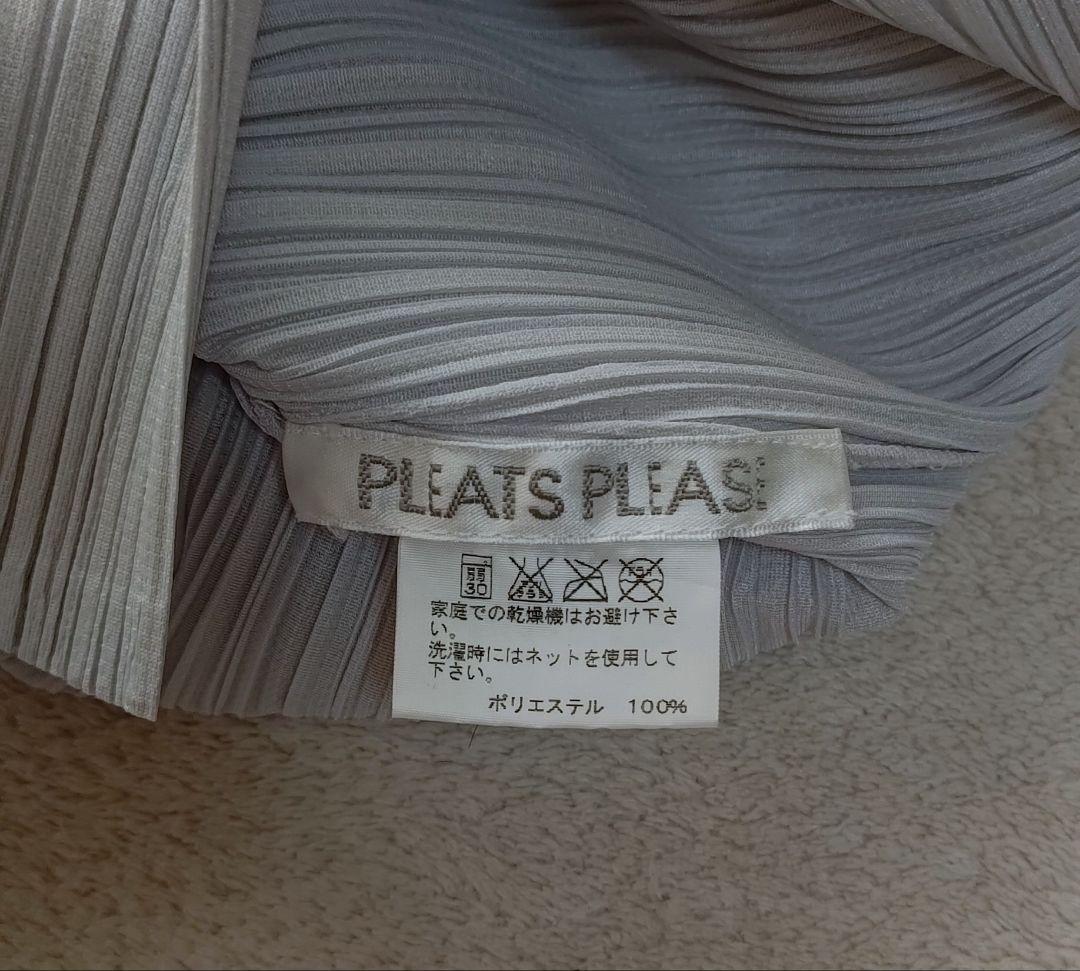 PLEATS PLEASE
弱
30
家庭での乾燥機はお避け下さ
い。
洗濯時にはネットを使用して
下さい。
ポリエステル 100%